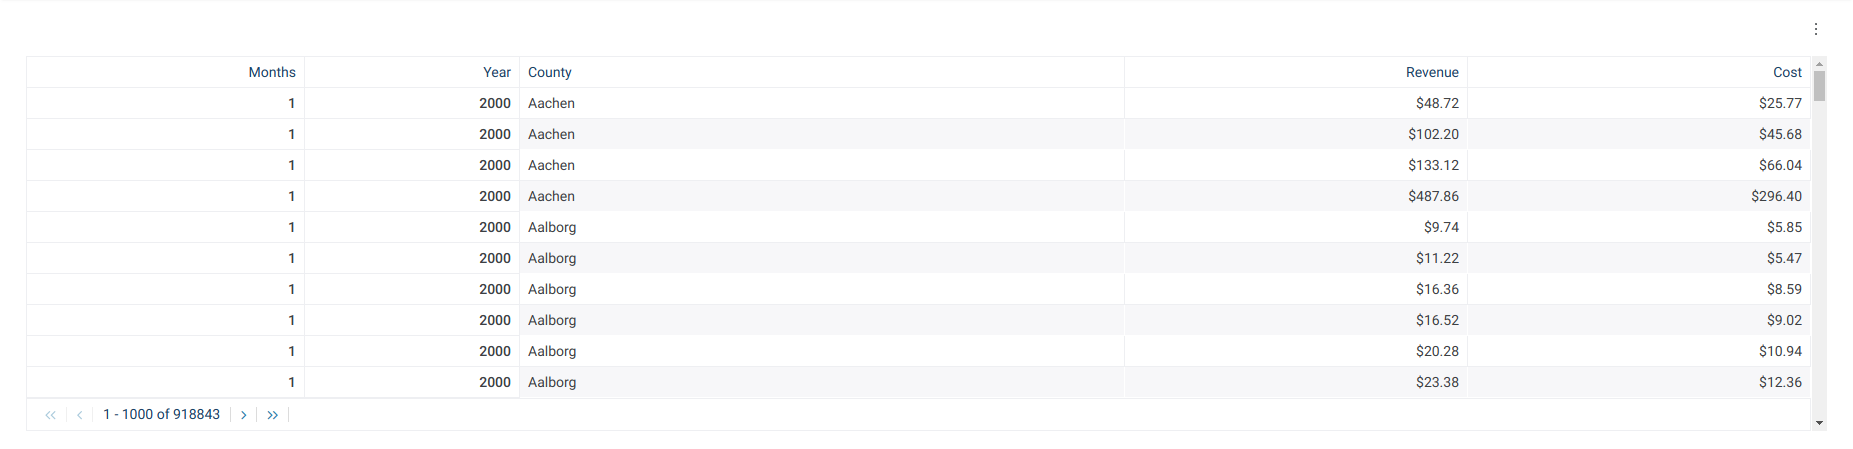 Months Year County Revenue Cost
1 2000 Aachen $48.72 $25.77
1 2000 Aachen $102.20 $45.68
1 2000 Aachen $133.12 $66.04
1 2000 Aachen $487.86 $296.40
1 2000 Aalborg $9.74 $5.85
1 2000 Aalborg $11.22 $5.47
1 2000 Aalborg $16.36 $8.59
1 2000 Aalborg $16.52 $9.02
1 2000 Aalborg $20.28 $10.94
1 2000 Aalborg $23.38 $12.36
1 - 1000 of 918843